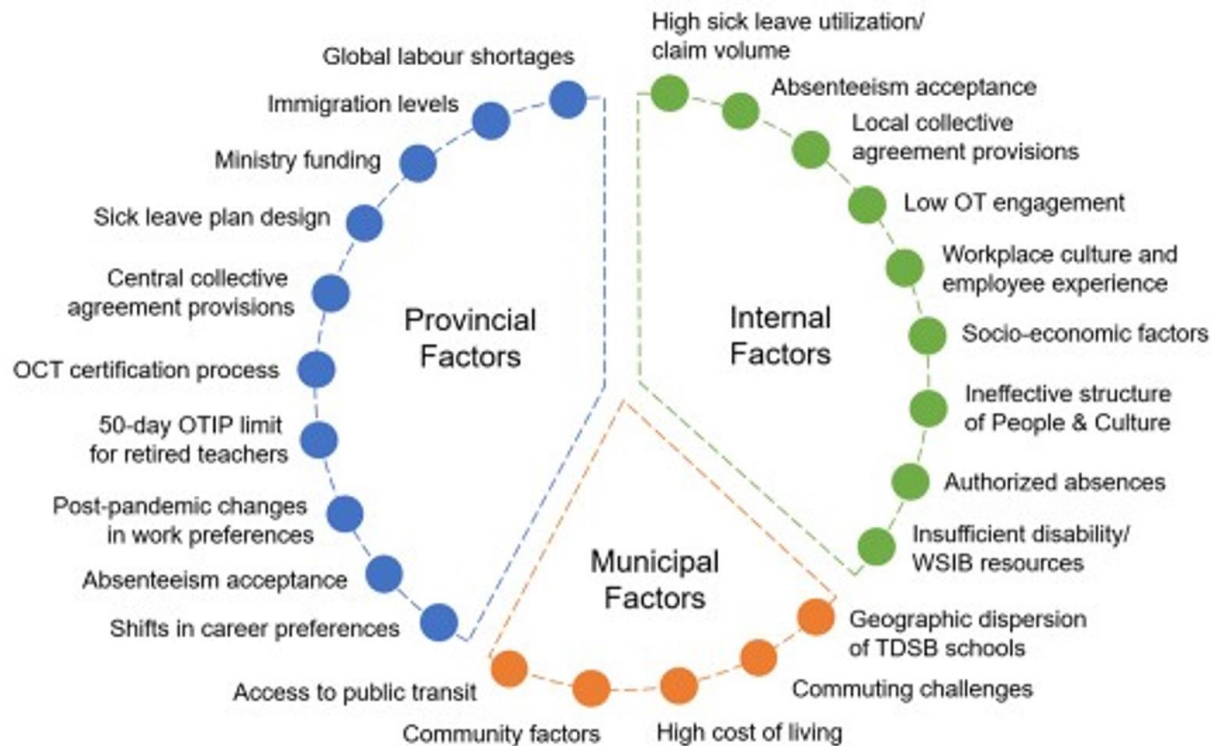 High sick leave utilization/
claim volume
Global labour shortages
Absenteeism acceptance
Immigration levels
Local collective
agreement provisions
Ministry funding
Low OT engagement
Sick leave plan design
Workplace culture and
employee experience
Central collective
agreement provisions
Provincial
Factors
Internal
Factors
Socio-economic factors
OCT certification process
Ineffective structure
of People & Culture
50-day OTIP limit
for retired teachers
Authorized absences
Post-pandemic changes
in work preferences
Insufficient disability/
WSIB resources
Absenteeism acceptance
Municipal
Factors
Shifts in career preferences
Geographic dispersion
of TDSB schools
Access to public transit
Commuting challenges
Community factors
High cost of living